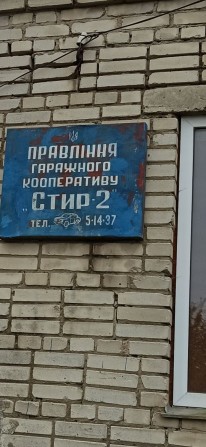 ПРАВЛІННЯ
ГАРАЖНОГО
КООПЕРАТИВУ
„Стир-2"
ТЕЛ. 5-14-37